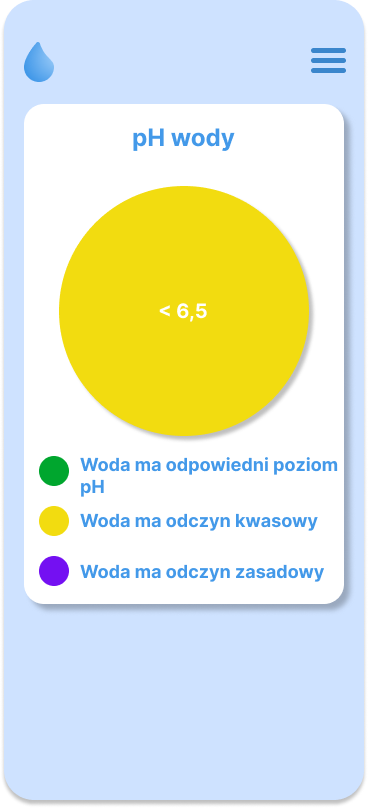 pH wody
< 6,5
Woda ma odpowiedni poziom
pH
Woda ma odczyn kwasowy
Woda ma odczyn zasadowy